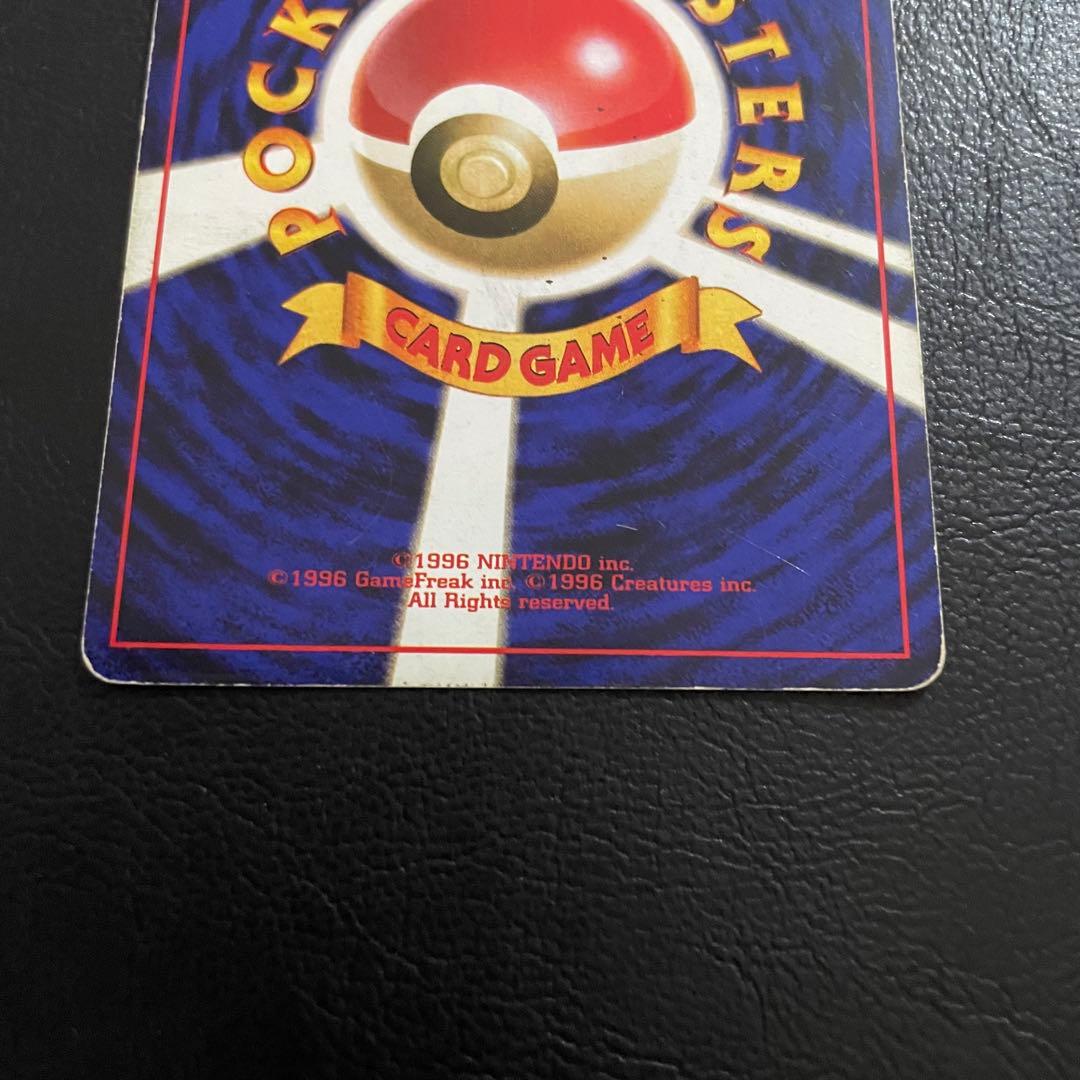 POCK
STERS
CARD GAME
©1996 NINTENDO inc.
©1996 GameFreak inc. ©1996 Creatures inc.
All Rights reserved.